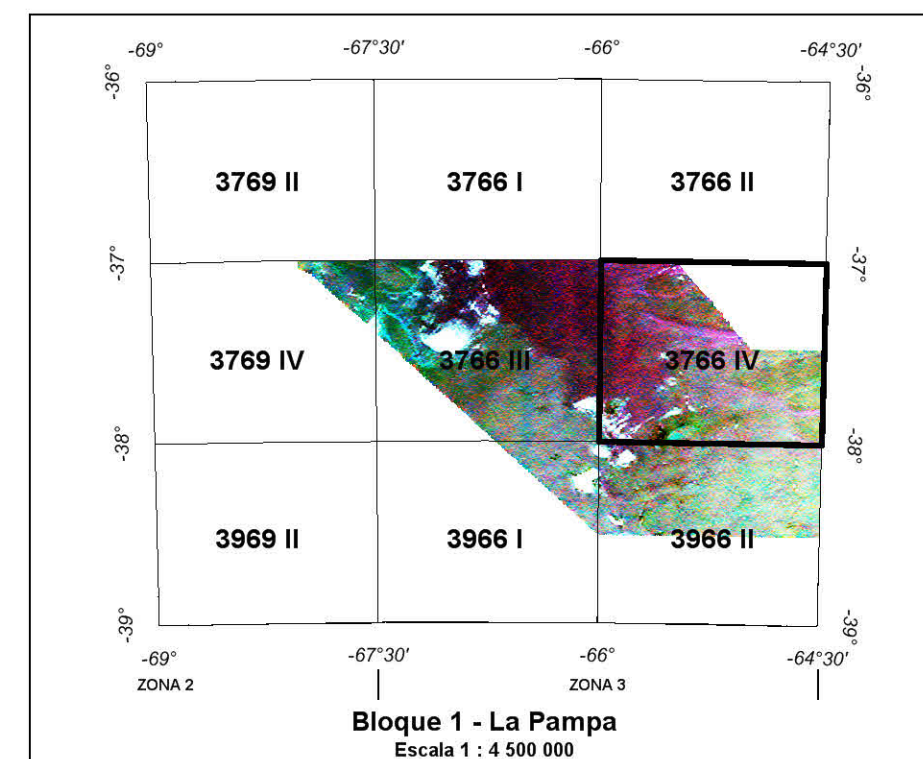 -69° -67°30' -66° -64°30'
-36° -36°
3769 II 3766 I 3766 II
-37° -37°
3769 IV 3766 III 3766 IV
-38° -38°
3969 II 3966 I 3966 II
-39° -39°
-69° -67°30' -66° -64°30'
ZONA 2 ZONA 3
Bloque 1 - La Pampa
Escala 1 : 4 500 000